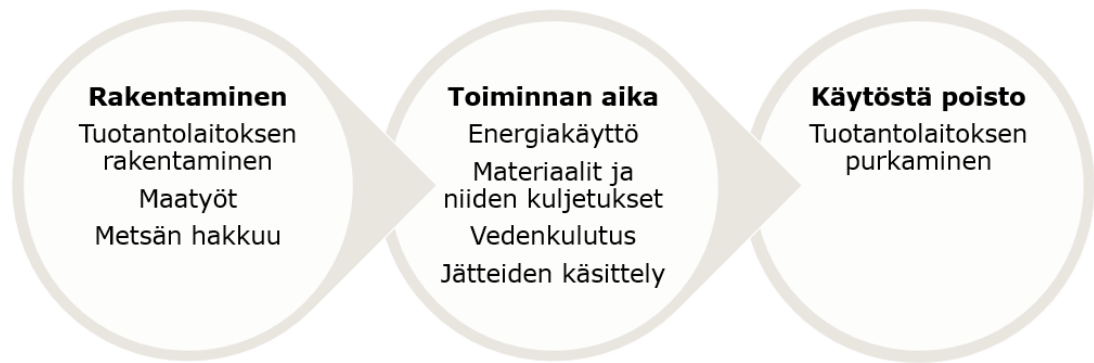 Rakentaminen
Tuotantolaitoksen
rakentaminen
Maatyöt
Metsän hakkuu
Toiminnan aika
Energiakäyttö
Materiaalit ja
niiden kuljetukset
Vedenkulutus
Jätteiden käsittely
Käytöstä poisto
Tuotantolaitoksen
purkaminen